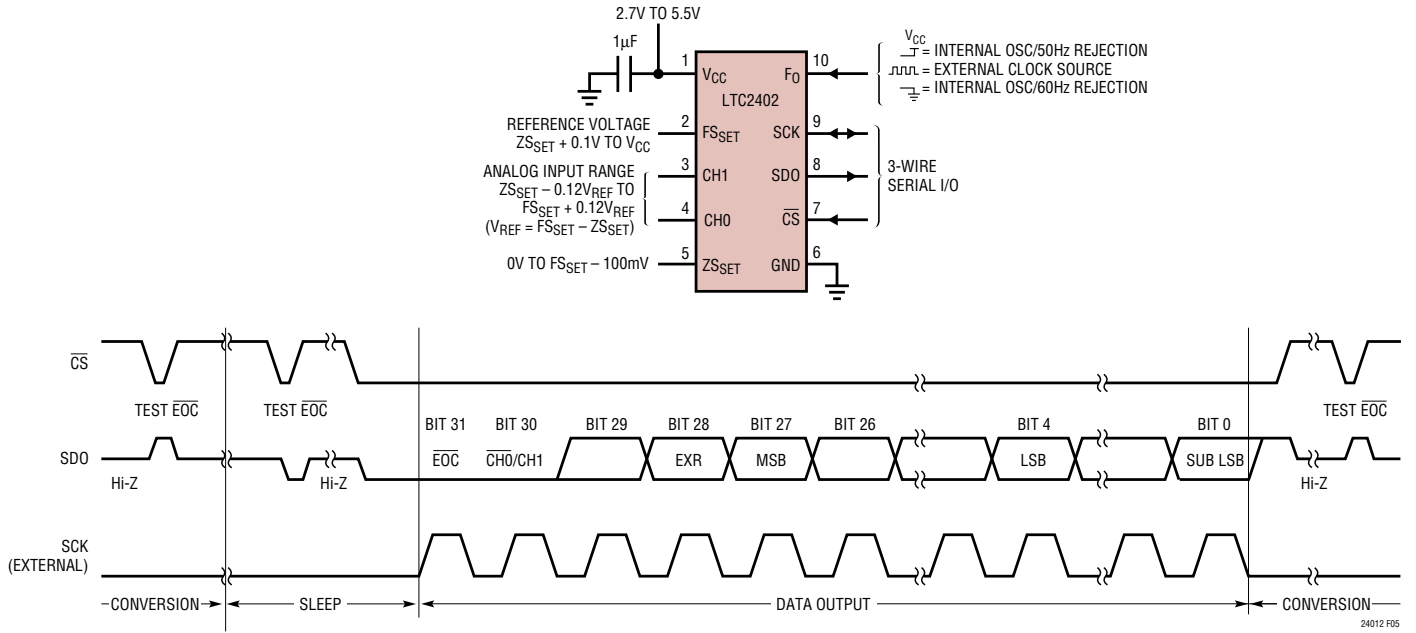 2.7V TO 5.5V
1µF
VCC
= INTERNAL OSC/50Hz REJECTION
= EXTERNAL CLOCK SOURCE
= INTERNAL OSC/60Hz REJECTION
1
VCC
FO
10
LTC2402
REFERENCE VOLTAGE
ZSSET + 0.1V TO VCC
2
FSSET
SCK
9
ANALOG INPUT RANGE
ZSSET – 0.12VREF TO
FSSET + 0.12VREF
(VREF = FSSET – ZSSET)
3
CH1
SDO
8
3-WIRE
SERIAL I/O
4
CH0
CS
7
0V TO FSSET – 100mV
5
ZSSET
GND
6
CS
TEST EOC
TEST EOC
TEST EOC
BIT 31
BIT 30
BIT 29
BIT 28
BIT 27
BIT 26
BIT 4
BIT 0
SDO
EOC
CH0/CH1
EXR
MSB
LSB
SUB LSB
Hi-Z
Hi-Z
Hi-Z
SCK
(EXTERNAL)
CONVERSION
SLEEP
DATA OUTPUT
CONVERSION
24012 F05